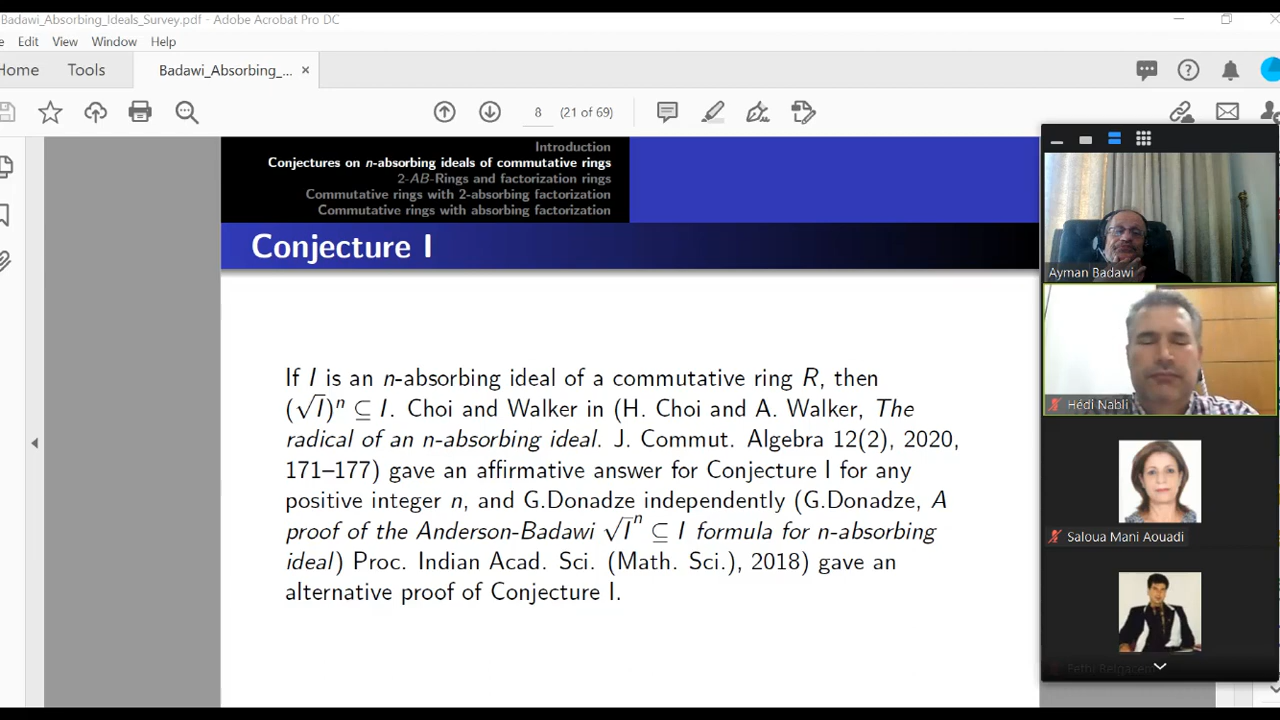 Badawi_Absorbing_Ideals_Survey.pdf - Adobe Acrobat Pro DC
Edit View Window Help
Home Tools Badawi_Absorbing_... ×
8 (21 of 69)
Introduction
Conjectures on n-absorbing ideals of commutative rings
2-AB-Rings and factorization rings
Commutative rings with 2-absorbing factorization
Commutative rings with absorbing factorization
Conjecture I
If I is an n-absorbing ideal of a commutative ring R, then
(√I)ⁿ ⊆ I. Choi and Walker in (H. Choi and A. Walker, The
radical of an n-absorbing ideal. J. Commut. Algebra 12(2), 2020,
171–177) gave an affirmative answer for Conjecture I for any
positive integer n, and G.Donadze independently (G.Donadze, A
proof of the Anderson-Badawi √Iⁿ ⊆ I formula for n-absorbing
ideal) Proc. Indian Acad. Sci. (Math. Sci.), 2018) gave an
alternative proof of Conjecture I.
Ayman Badawi
Hédi Nabli
Saloua Mani Aouadi